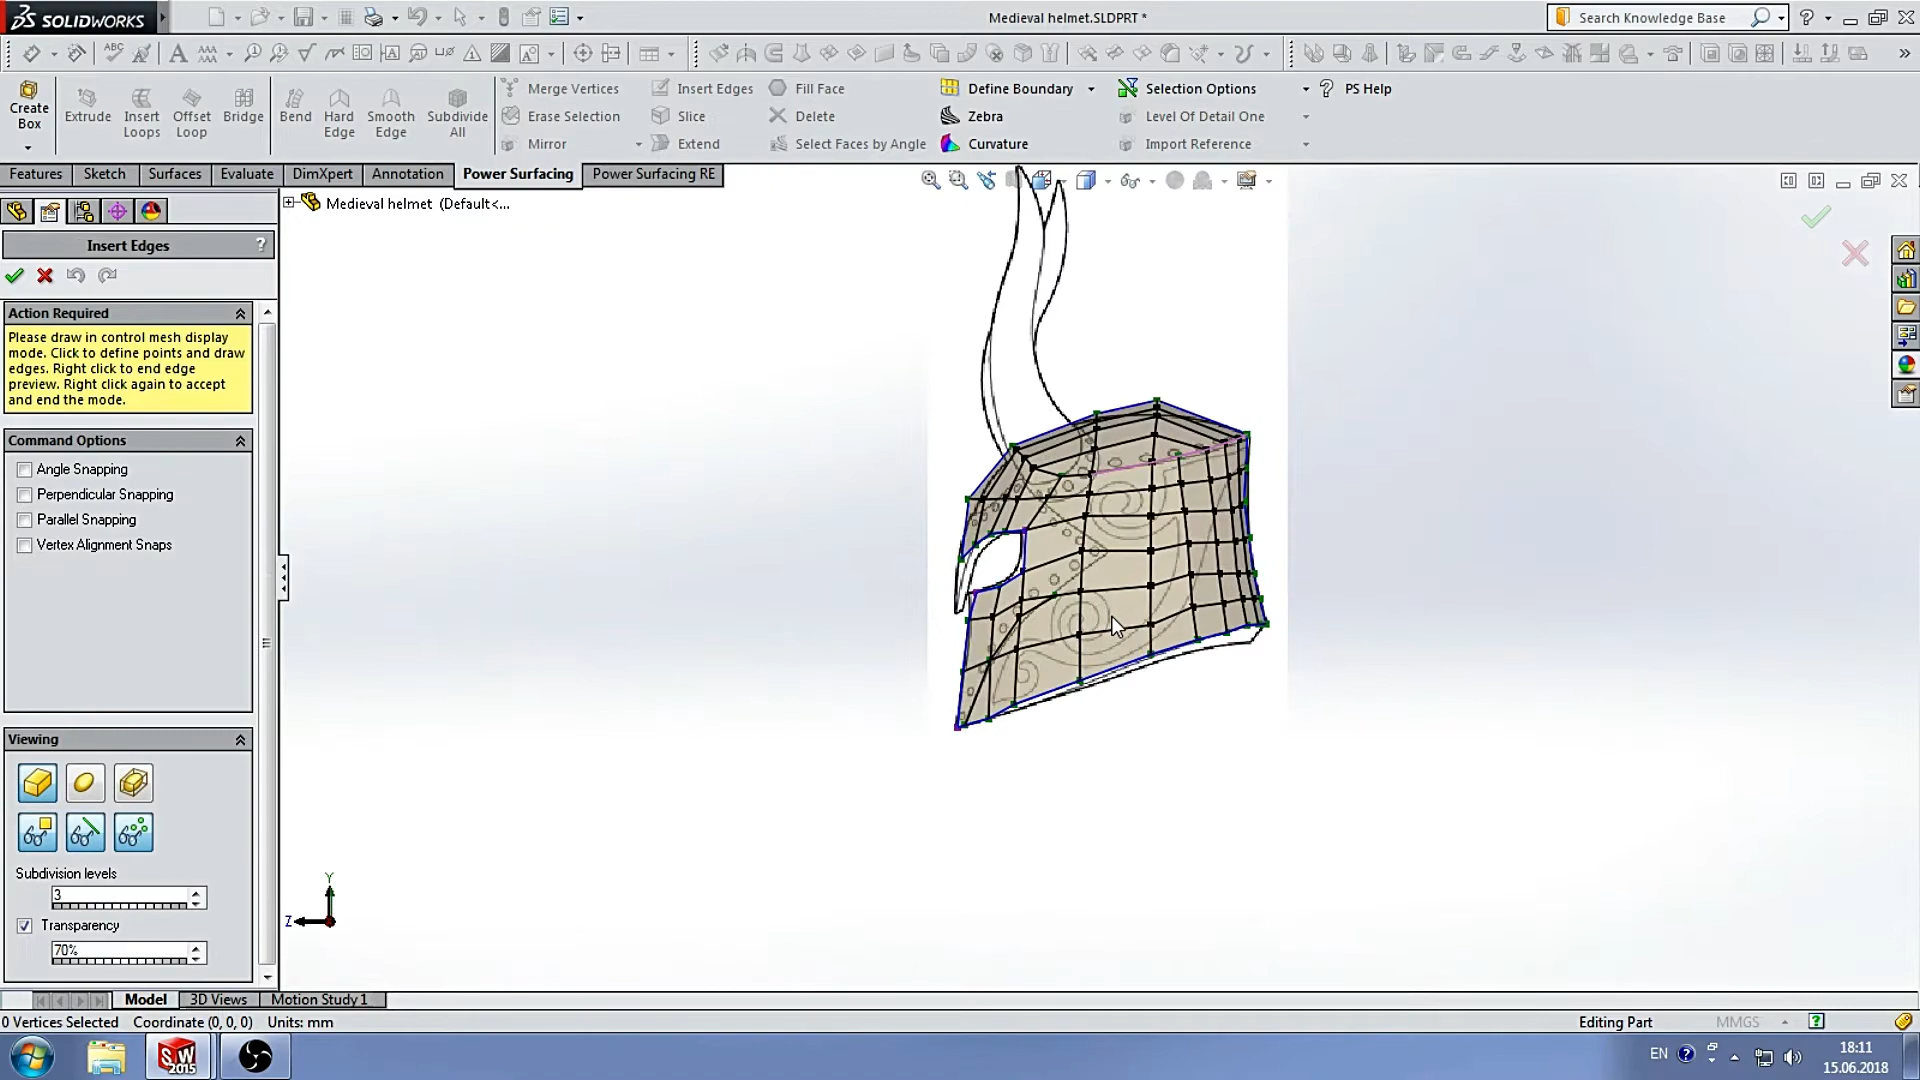 SOLIDWORKS
Medieval helmet.SLDPRT *
Search Knowledge Base
Create
Box
Extrude
Insert
Loops
Offset
Loop
Bridge
Bend
Hard
Edge
Smooth
Edge
Subdivide
All
Merge Vertices
Erase Selection
Mirror
Insert Edges
Slice
Extend
Fill Face
Delete
Select Faces by Angle
Define Boundary
Zebra
Curvature
Selection Options
Level Of Detail One
Import Reference
PS Help
Features
Sketch
Surfaces
Evaluate
DimXpert
Annotation
Power Surfacing
Power Surfacing RE
Medieval helmet (Default<...
Insert Edges
?
Action Required
Please draw in control mesh display
mode. Click to define points and draw
edges. Right click to end edge
preview. Right click again to accept
and end the mode.
Command Options
Angle Snapping
Perpendicular Snapping
Parallel Snapping
Vertex Alignment Snaps
Viewing
Subdivision levels
3
Transparency
70%
Y
Z
Model
3D Views
Motion Study 1
0 Vertices Selected Coordinate (0, 0, 0) Units: mm
Editing Part
MMGS
SW
2015
EN
18:11
15.06.2018